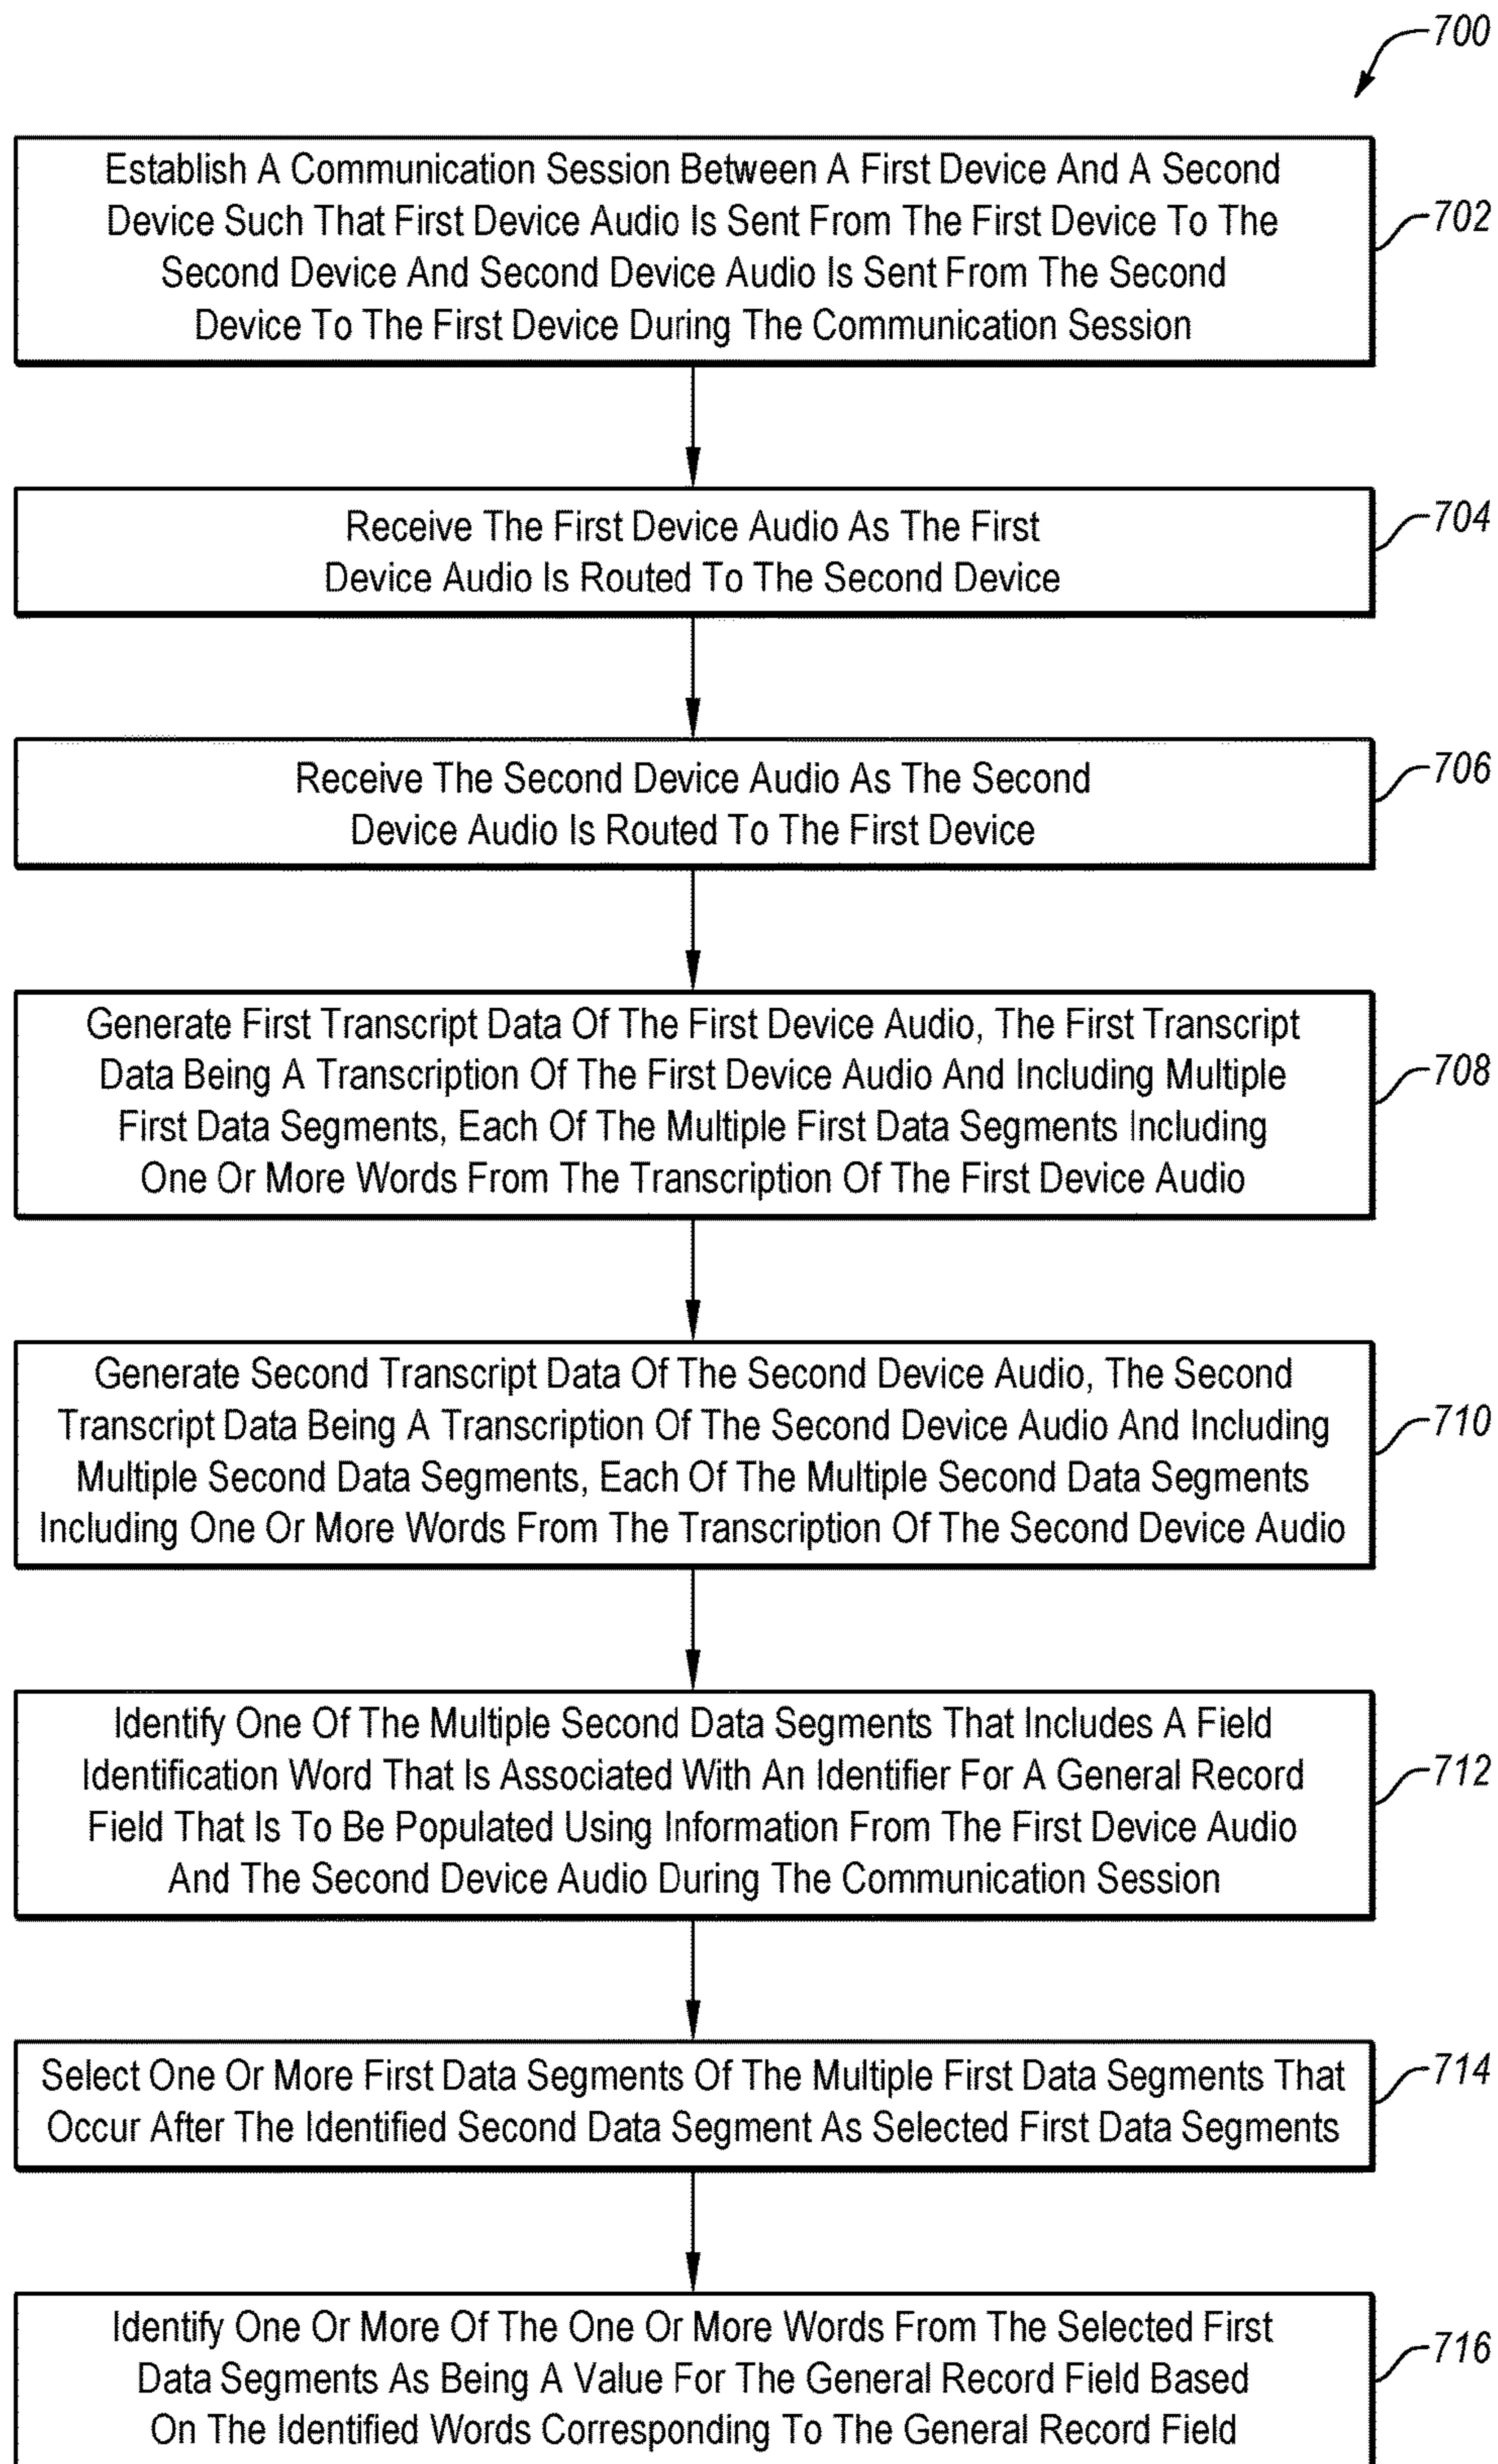 700
Establish A Communication Session Between A First Device And A Second
Device Such That First Device Audio Is Sent From The First Device To The
Second Device And Second Device Audio Is Sent From The Second
Device To The First Device During The Communication Session
702
Receive The First Device Audio As The First
Device Audio Is Routed To The Second Device
704
Receive The Second Device Audio As The Second
Device Audio Is Routed To The First Device
706
Generate First Transcript Data Of The First Device Audio, The First Transcript
Data Being A Transcription Of The First Device Audio And Including Multiple
First Data Segments, Each Of The Multiple First Data Segments Including
One Or More Words From The Transcription Of The First Device Audio
708
Generate Second Transcript Data Of The Second Device Audio, The Second
Transcript Data Being A Transcription Of The Second Device Audio And Including
Multiple Second Data Segments, Each Of The Multiple Second Data Segments
Including One Or More Words From The Transcription Of The Second Device Audio
710
Identify One Of The Multiple Second Data Segments That Includes A Field
Identification Word That Is Associated With An Identifier For A General Record
Field That Is To Be Populated Using Information From The First Device Audio
And The Second Device Audio During The Communication Session
712
Select One Or More First Data Segments Of The Multiple First Data Segments That
Occur After The Identified Second Data Segment As Selected First Data Segments
714
Identify One Or More Of The One Or More Words From The Selected First
Data Segments As Being A Value For The General Record Field Based
On The Identified Words Corresponding To The General Record Field
716